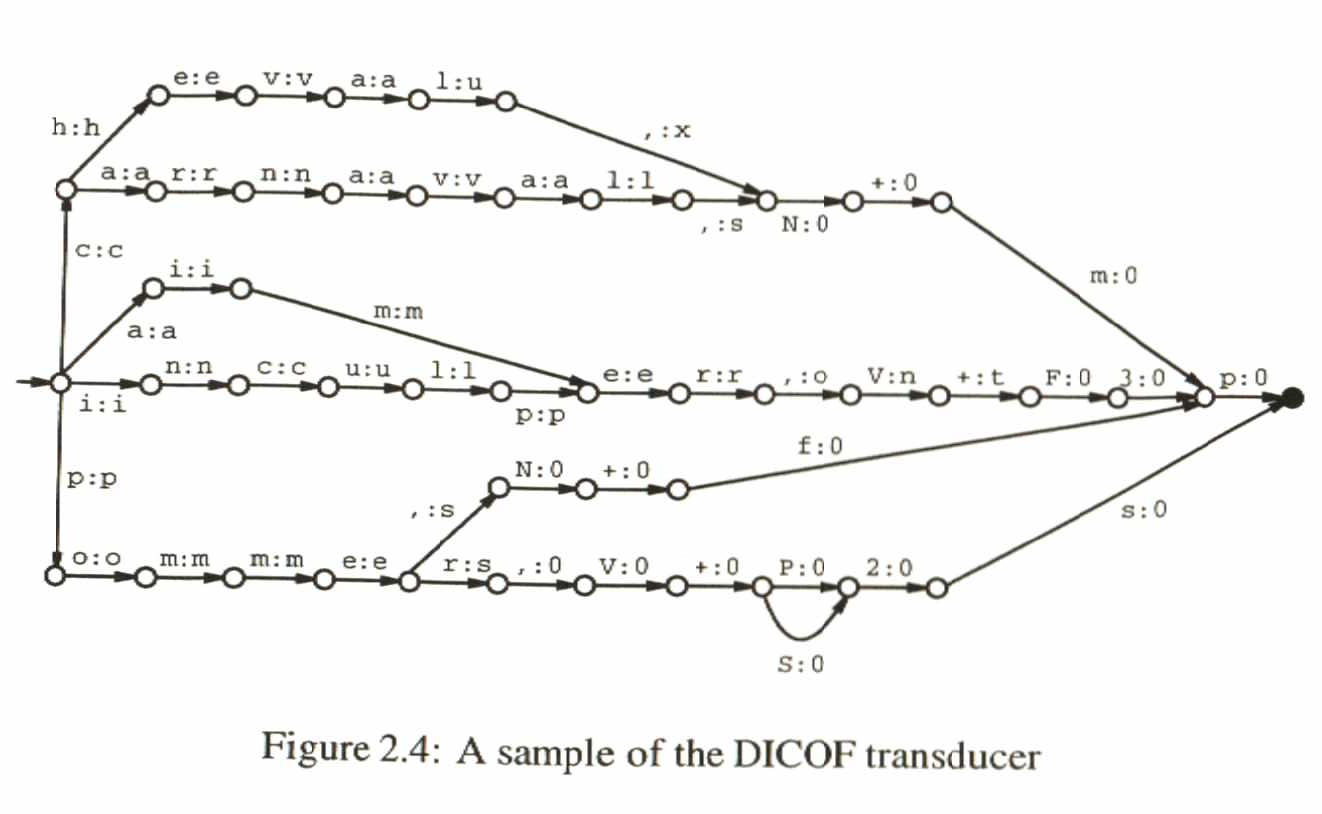 e:e v:v a:a l:u
h:h ,:x
a:a r:r n:n a:a v:v a:a l:l +:0
,:s N:0
c:c
i:i m:0
m:m
a:a
n:n c:c u:u l:l e:e r:r ,:o V:n +:t F:0 3:0 p:0
i:i p:p
f:0
p:p N:0 +:0
,:s s:0
o:o m:m m:m e:e r:s ,:0 V:0 +:0 P:0 2:0
S:0
Figure 2.4: A sample of the DICOF transducer